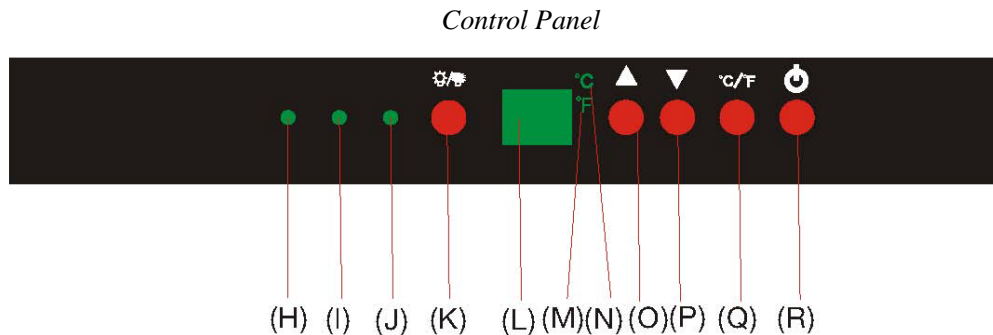 Control Panel
°C
°F
°C/°F
(H) (I) (J) (K) (L) (M) (N) (O) (P) (Q) (R)